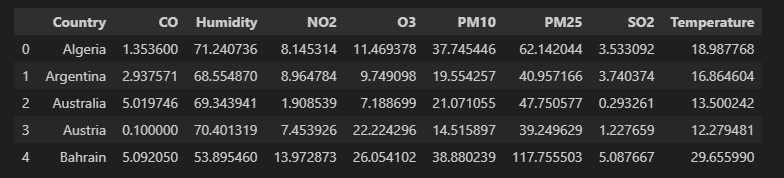 Country CO Humidity NO2 O3 PM10 PM25 SO2 Temperature
0 Algeria 1.353600 71.240736 8.145314 11.469378 37.745446 62.142044 3.533092 18.987768
1 Argentina 2.937571 68.554870 8.964784 9.749098 19.554257 40.957166 3.740374 16.864604
2 Australia 5.019746 69.343941 1.908539 7.188699 21.071055 47.750577 0.293261 13.500242
3 Austria 0.100000 70.401319 7.453926 22.224296 14.515897 39.249629 1.227659 12.279481
4 Bahrain 5.092050 53.895460 13.972873 26.054102 38.880239 117.755503 5.087667 29.655990